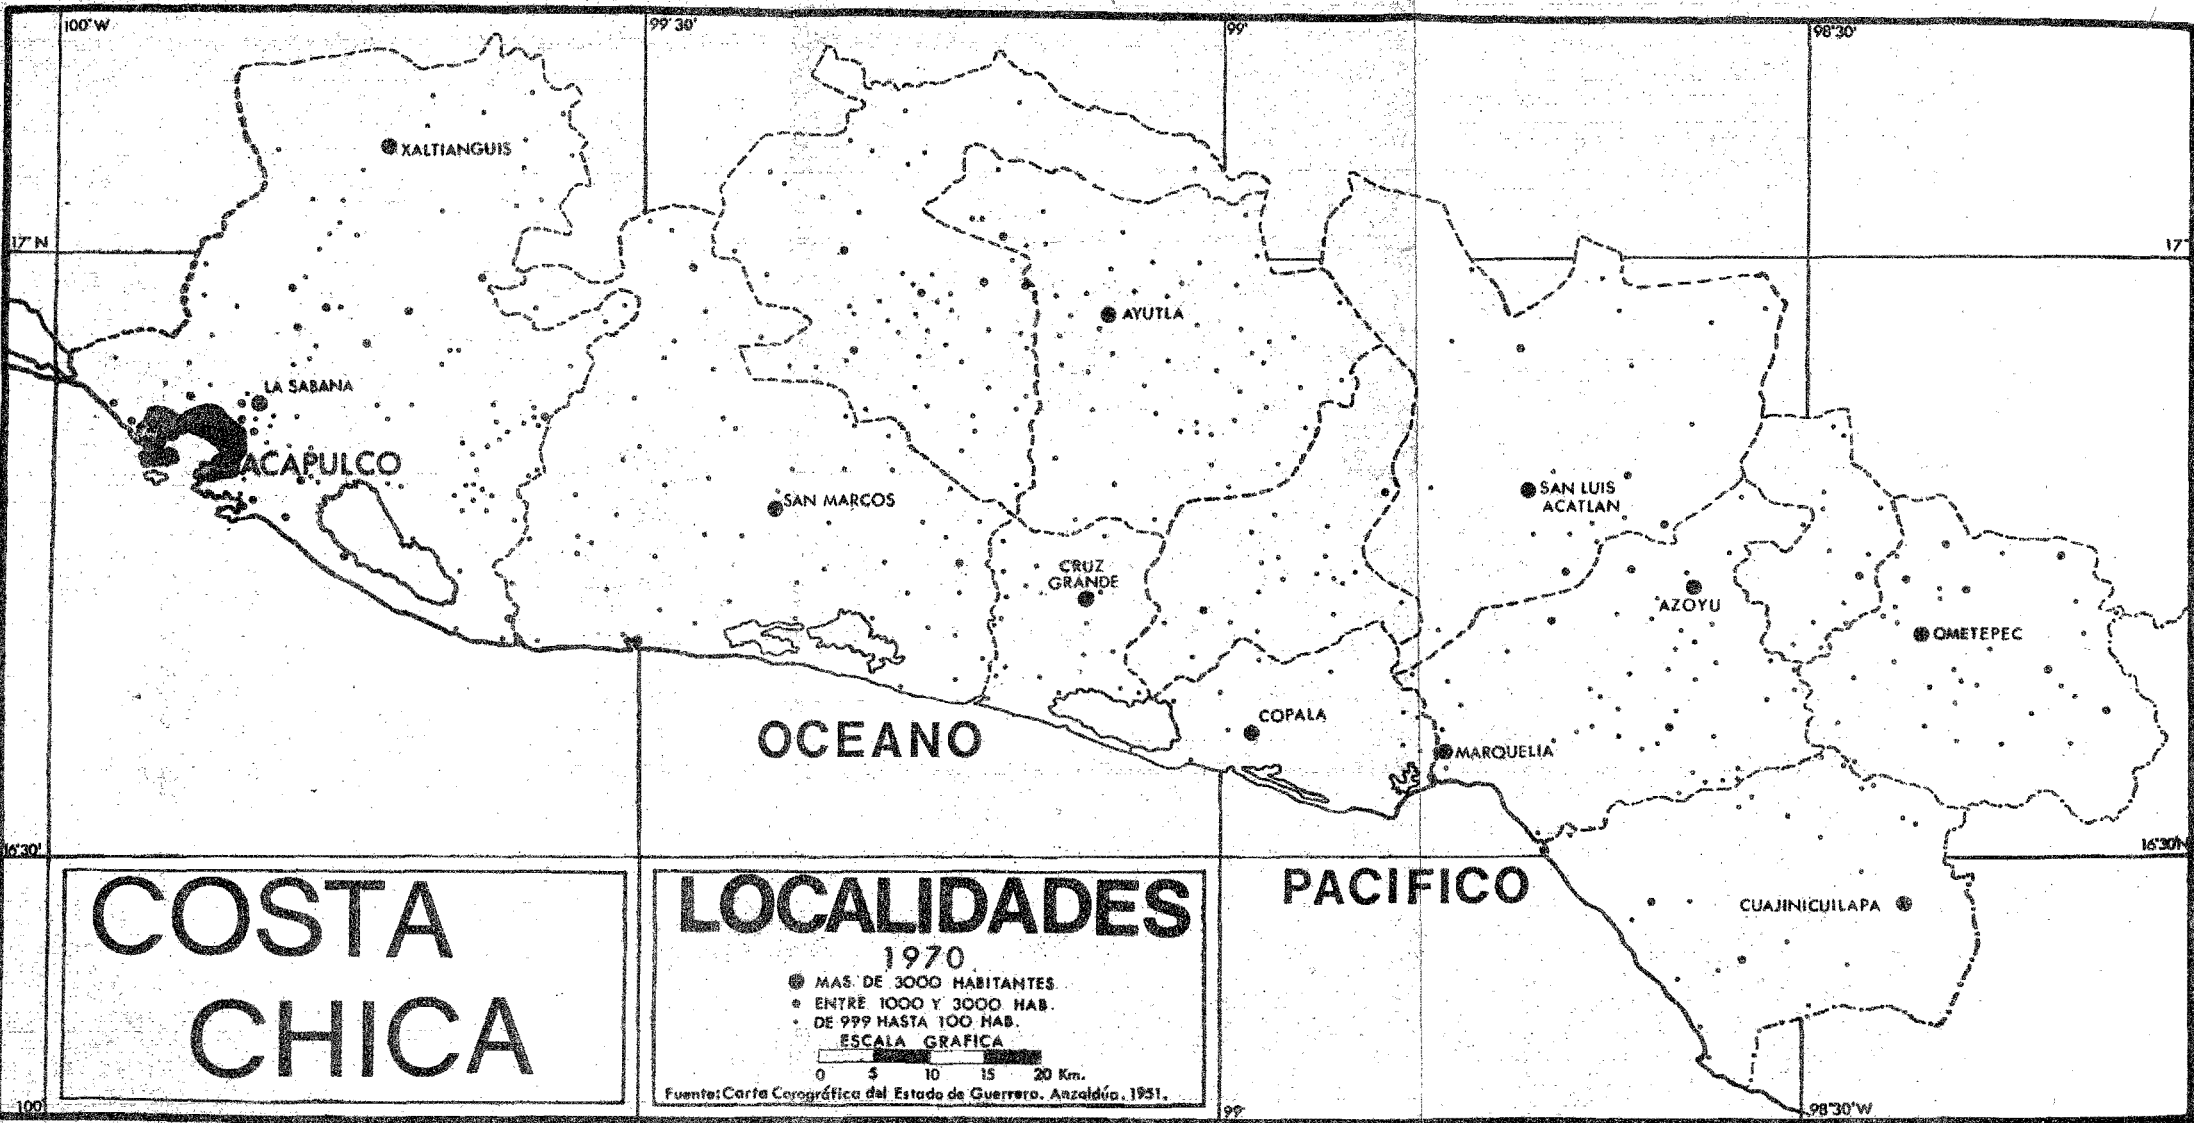 100°W
99°30'
99°
98°30'
XALTIANGUIS
17°N
17°
AYUTLA
LA SABANA
ACAPULCO
SAN MARCOS
SAN LUIS
ACATLAN
CRUZ
GRANDE
AZOYU
OMETEPEC
COPALA
OCEANO
MARQUELIA
16°30'
16°30'N
PACIFICO
COSTA
CHICA
LOCALIDADES
1970
MAS DE 3000 HABITANTES
ENTRE 1000 Y 3000 HAB.
DE 999 HASTA 100 HAB.
ESCALA GRAFICA
0 5 10 15 20 Km.
Fuente: Carta Corográfica del Estado de Guerrero. Anzaldúa. 1951.
CUAJINICUILAPA
100
99°
98°30'W